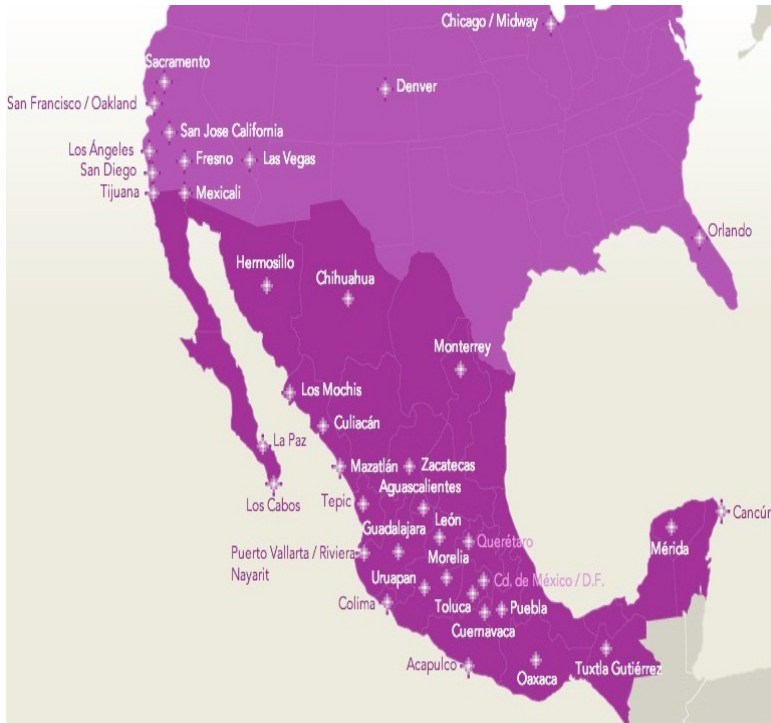 Chicago / Midway
Sacramento
Denver
San Francisco / Oakland
San Jose California
Los Ángeles
Fresno
Las Vegas
San Diego
Tijuana
Mexicali
Orlando
Hermosillo
Chihuahua
Monterrey
Los Mochis
Culiacán
La Paz
Mazatlán
Zacatecas
Aguascalientes
Los Cabos
Tepic
León
Cancún
Guadalajara
Querétaro
Mérida
Puerto Vallarta / Riviera
Nayarit
Morelia
Uruapan
Cd. de México / D.F.
Colima
Toluca
Puebla
Cuernavaca
Acapulco
Oaxaca
Tuxtla Gutiérrez